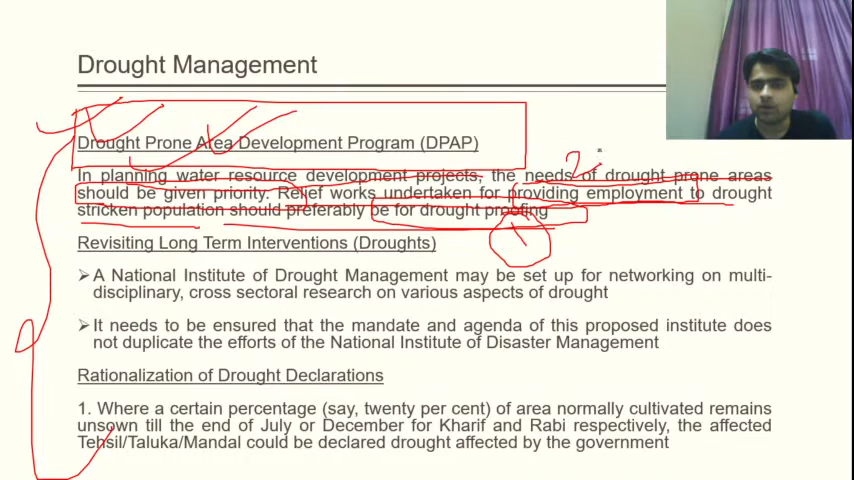 Drought Management
Drought Prone Area Development Program (DPAP)
In planning water resource development projects, the needs of drought prone areas
should be given priority. Relief works undertaken for providing employment to drought
stricken population should preferably be for drought proofing
2
1
Revisiting Long Term Interventions (Droughts)
➢ A National Institute of Drought Management may be set up for networking on multi-
disciplinary, cross sectoral research on various aspects of drought
➢ It needs to be ensured that the mandate and agenda of this proposed institute does
not duplicate the efforts of the National Institute of Disaster Management
Rationalization of Drought Declarations
1. Where a certain percentage (say, twenty per cent) of area normally cultivated remains
unsown till the end of July or December for Kharif and Rabi respectively, the affected
Tehsil/Taluka/Mandal could be declared drought affected by the government